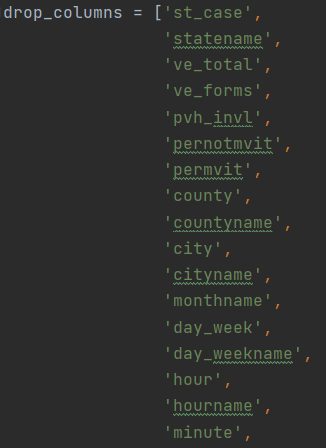 drop_columns = ['st_case',
'statename',
've_total',
've_forms',
'pvh_invl',
'pernotmvit',
'permvit',
'county',
'countyname',
'city',
'cityname',
'monthname',
'day_week',
'day_weekname',
'hour',
'hourname',
'minute',